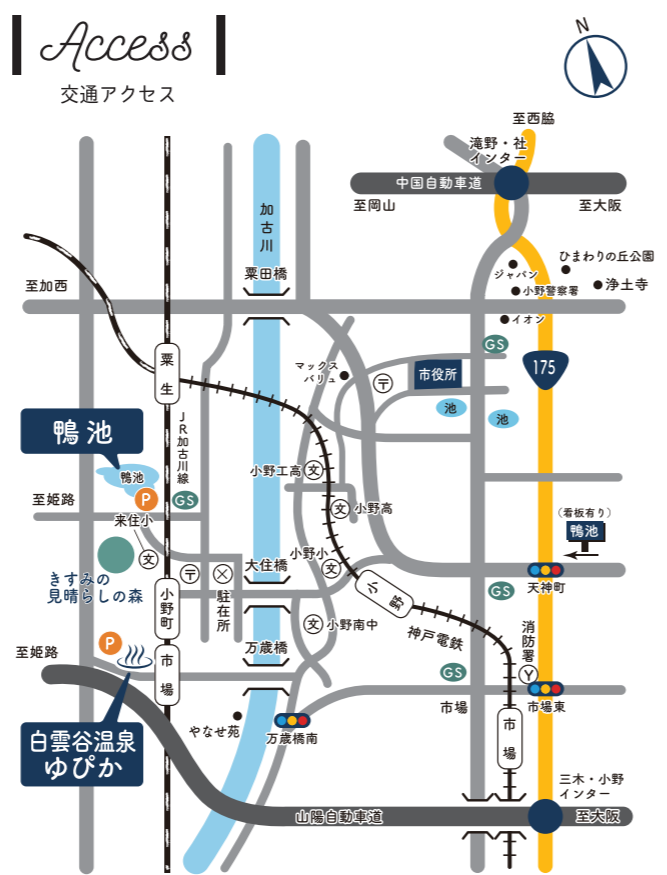 Access
交通アクセス
N
至西脇
滝野・社
インター
中国自動車道
至岡山
至大阪
加古川
粟田橋
ひまわりの丘公園
ジャパン
小野警察署
浄土寺
至加西
イオン
GS
粟生
マックス
バリュ
〒
市役所
175
池
池
JR加古川線
鴨池
鴨池
P
GS
小野工高
文
至姫路
来住小
文
小野高
（看板有り）
鴨池
きすみの
見晴らしの森
文
〒
駐在所
大住橋
小野小
文
小野町
小野
天神町
GS
神戸電鉄
文
小野南中
P
至姫路
市場
万歳橋
消防署
Y
GS
市場
市場東
白雲谷温泉
ゆぴか
やなせ苑
万歳橋南
市場
三木・小野
インター
山陽自動車道
至大阪